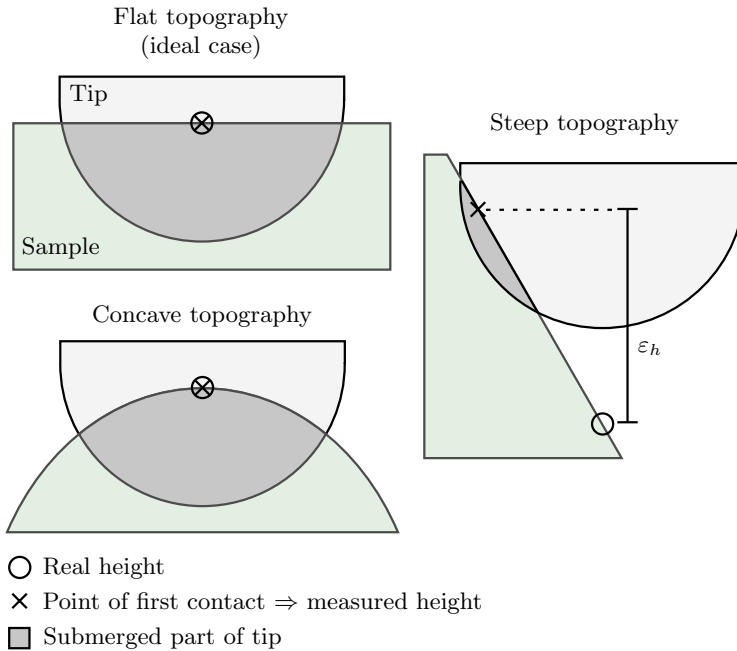 Flat topography
(ideal case)
Tip
Sample
Steep topography
εₕ
Concave topography
Real height
Point of first contact ⇒ measured height
Submerged part of tip